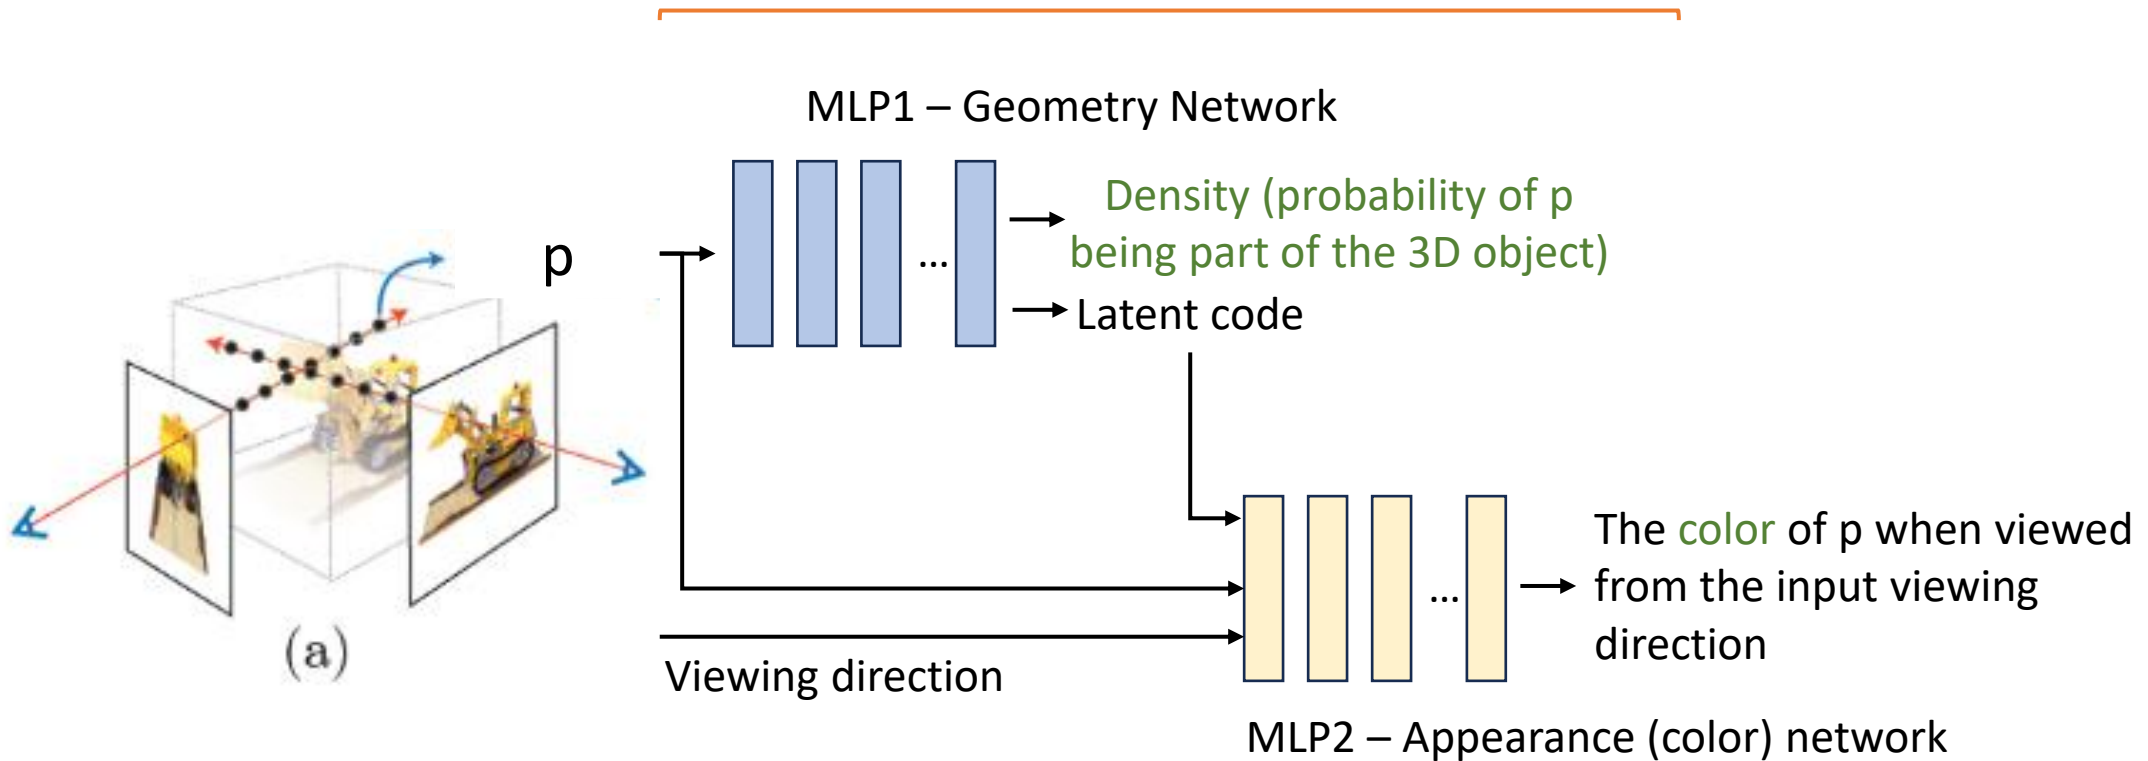 MLP1 – Geometry Network
p
...
Density (probability of p
being part of the 3D object)
Latent code
(a)
Viewing direction
...
The color of p when viewed
from the input viewing
direction
MLP2 – Appearance (color) network